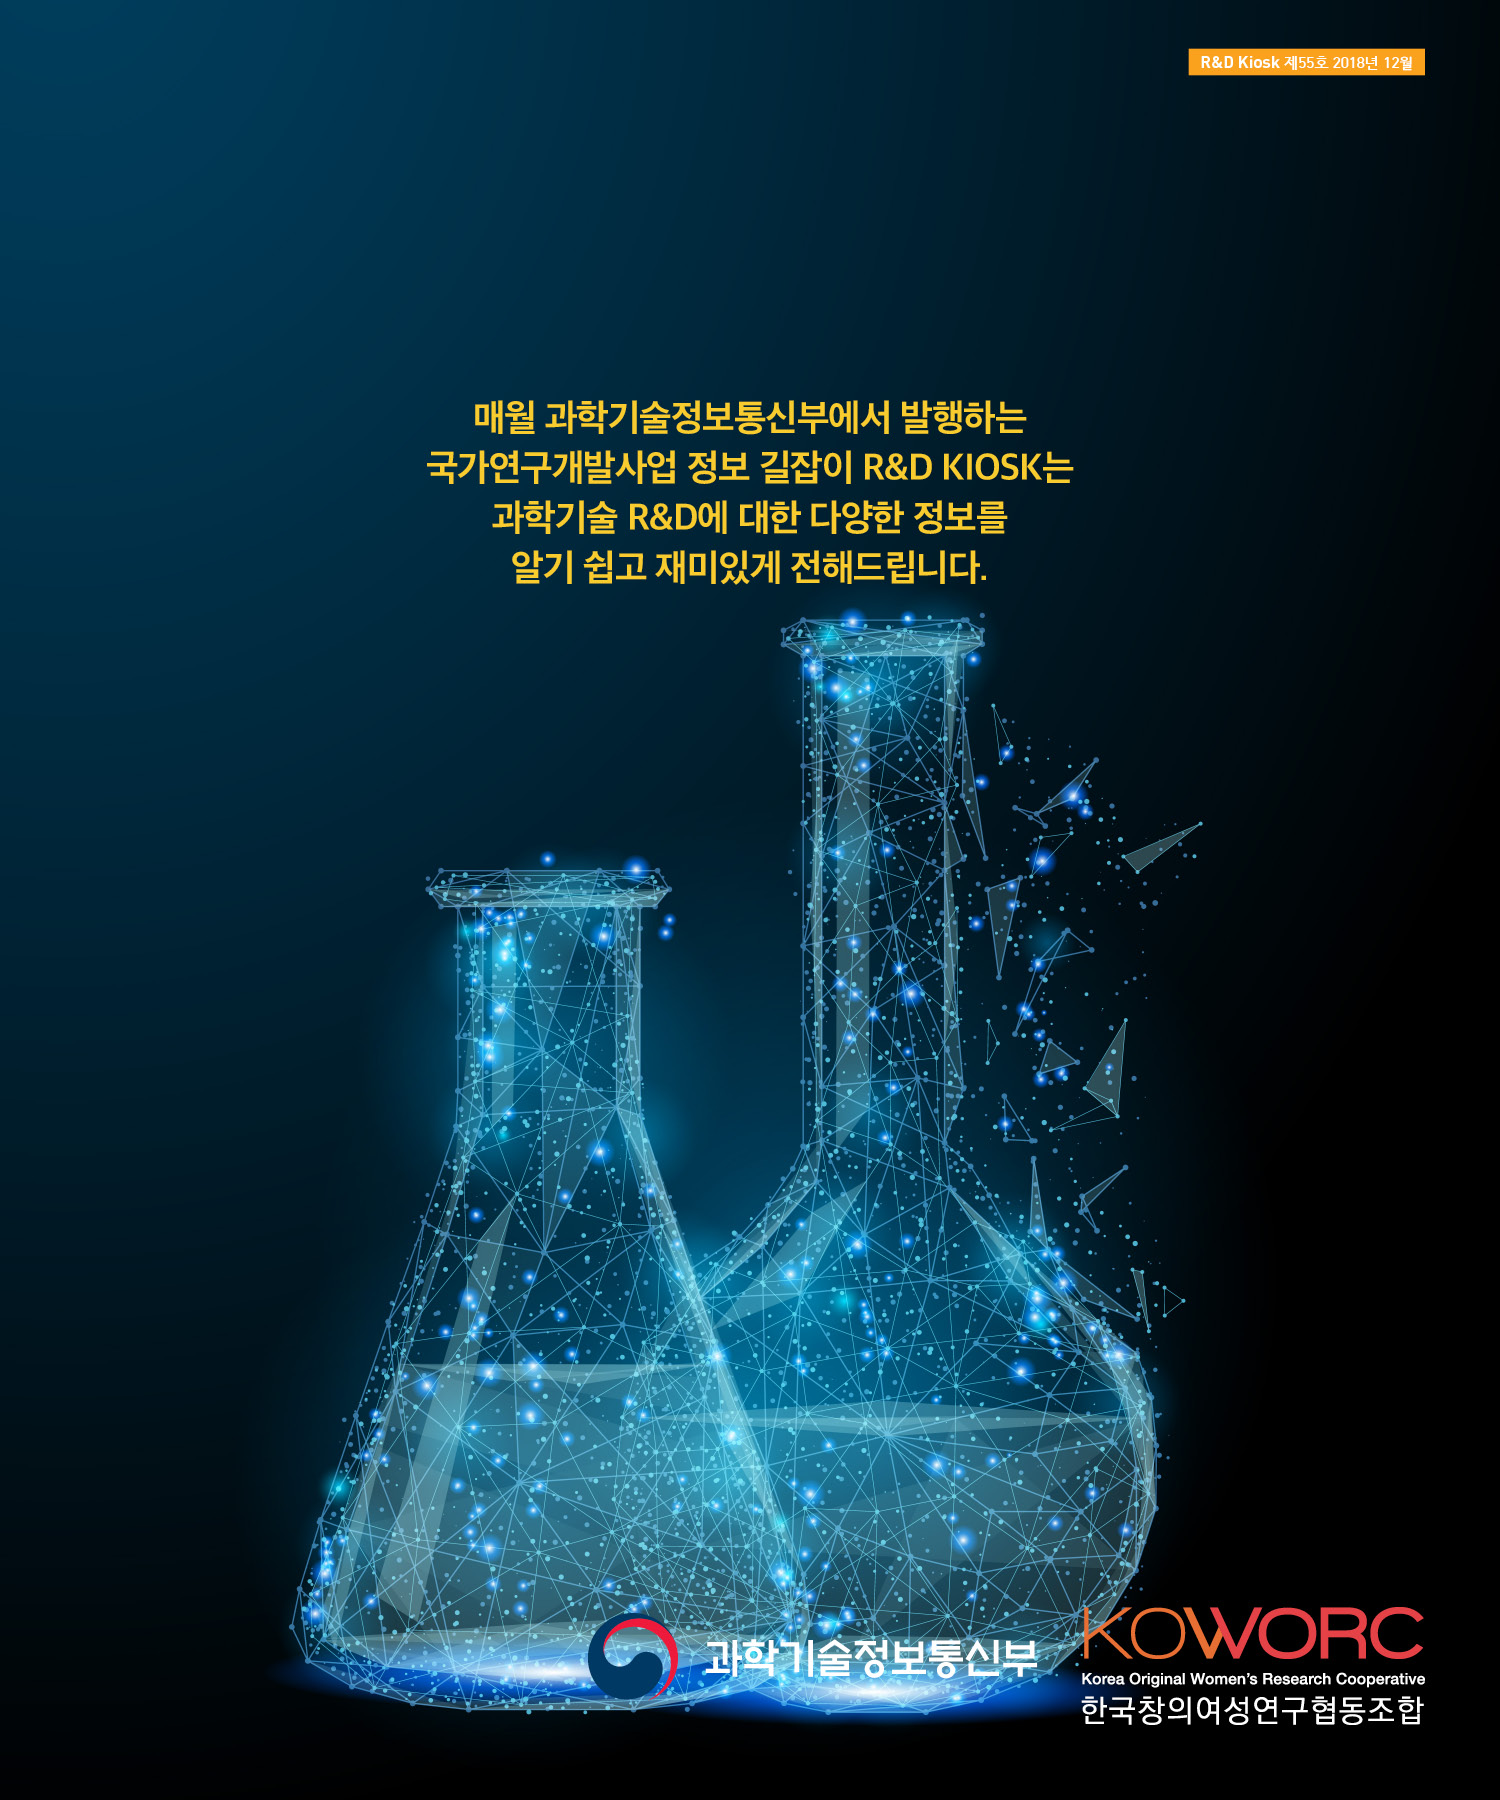 R&D Kiosk 제55호 2018년 12월
매월 과학기술정보통신부에서 발행하는
국가연구개발사업 정보 길잡이 R&D KIOSK는
과학기술 R&D에 대한 다양한 정보를
알기 쉽고 재미있게 전해드립니다.
과학기술정보통신부
KOWORC
Korea Original Women's Research Cooperative
한국창의여성연구협동조합